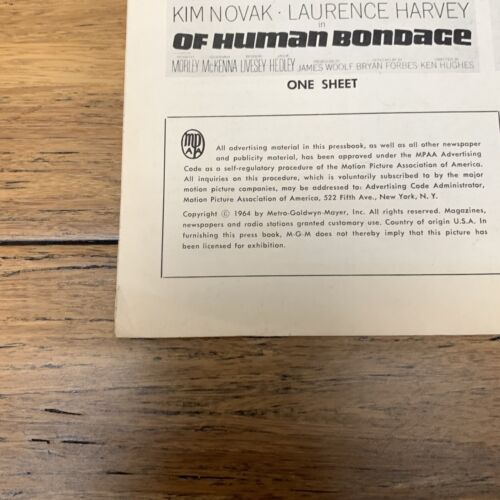 KIM NOVAK · LAURENCE HARVEY
in
OF HUMAN BONDAGE
MORLEY McKENNA LIVESEY HEDLEY JAMES WOOLF BRYAN FORBES KEN HUGHES
ONE SHEET
MPAA
All advertising material in this pressbook, as well as all other newspaper
and publicity material, has been approved under the MPAA Advertising
Code as a self-regulatory procedure of the Motion Picture Association of America.
All inquiries on this procedure, which is voluntarily subscribed to by the major
motion picture companies, may be addressed to: Advertising Code Administrator,
Motion Picture Association of America, 522 Fifth Ave., New York, N. Y.
Copyright © 1964 by Metro-Goldwyn-Mayer, Inc. All rights reserved. Magazines,
newspapers and radio stations granted customary use. Country of origin U.S.A. In
furnishing this press book, M-G-M does not thereby imply that this picture has
been licensed for exhibition.